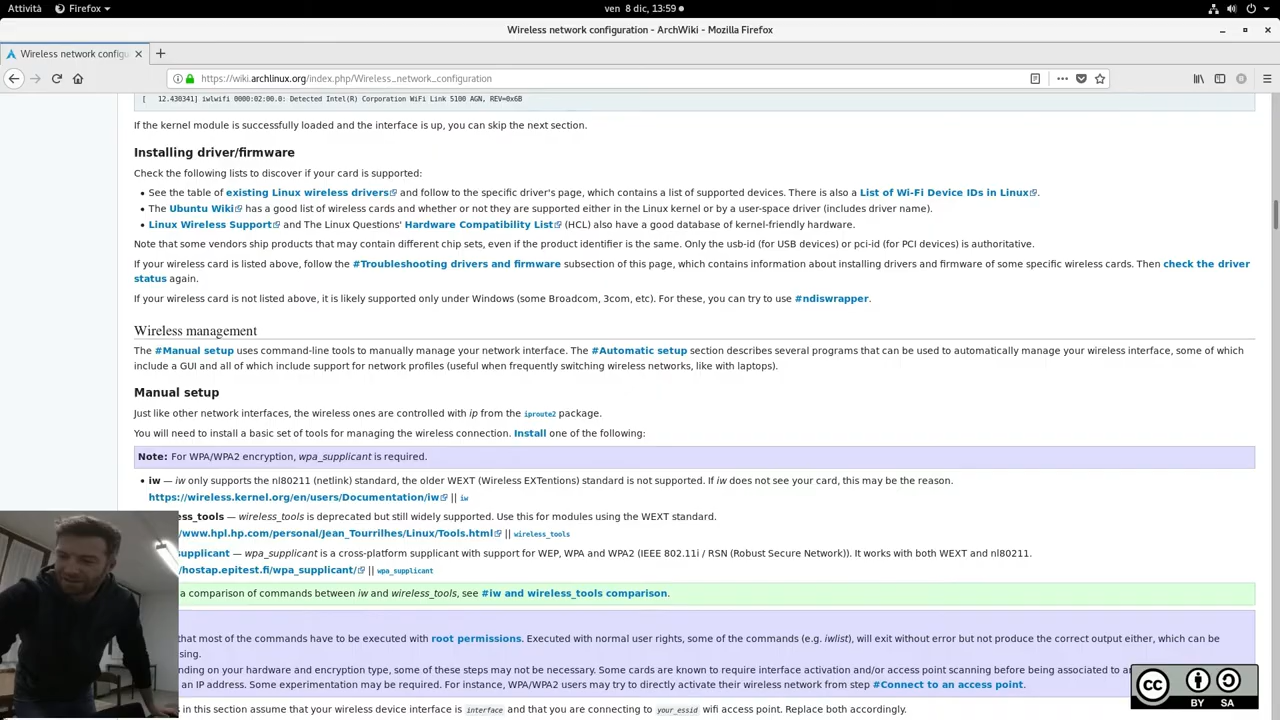 Attività
Firefox
ven 8 dic, 13:59
Wireless network configuration - ArchWiki - Mozilla Firefox
Wireless network configu
https://wiki.archlinux.org/index.php/Wireless_network_configuration
[ 12.430341] iwlwifi 0000:02:00.0: Detected Intel(R) Corporation WiFi Link 5100 AGN, REV=0x6B
If the kernel module is successfully loaded and the interface is up, you can skip the next section.
Installing driver/firmware
Check the following lists to discover if your card is supported:
• See the table of existing Linux wireless drivers and follow to the specific driver's page, which contains a list of supported devices. There is also a List of Wi-Fi Device IDs in Linux.
• The Ubuntu Wiki has a good list of wireless cards and whether or not they are supported either in the Linux kernel or by a user-space driver (includes driver name).
• Linux Wireless Support and The Linux Questions' Hardware Compatibility List (HCL) also have a good database of kernel-friendly hardware.
Note that some vendors ship products that may contain different chip sets, even if the product identifier is the same. Only the usb-id (for USB devices) or pci-id (for PCI devices) is authoritative.
If your wireless card is listed above, follow the #Troubleshooting drivers and firmware subsection of this page, which contains information about installing drivers and firmware of some specific wireless cards. Then check the driver
status again.
If your wireless card is not listed above, it is likely supported only under Windows (some Broadcom, 3com, etc). For these, you can try to use #ndiswrapper.
Wireless management
The #Manual setup uses command-line tools to manually manage your network interface. The #Automatic setup section describes several programs that can be used to automatically manage your wireless interface, some of which
include a GUI and all of which include support for network profiles (useful when frequently switching wireless networks, like with laptops).
Manual setup
Just like other network interfaces, the wireless ones are controlled with ip from the iproute2 package.
You will need to install a basic set of tools for managing the wireless connection. Install one of the following:
Note: For WPA/WPA2 encryption, wpa_supplicant is required.
• iw — iw only supports the nl80211 (netlink) standard, the older WEXT (Wireless EXTentions) standard is not supported. If iw does not see your card, this may be the reason.
https://wireless.kernel.org/en/users/Documentation/iw || iw
ess_tools — wireless_tools is deprecated but still widely supported. Use this for modules using the WEXT standard.
/www.hpl.hp.com/personal/Jean_Tourrilhes/Linux/Tools.html || wireless_tools
supplicant — wpa_supplicant is a cross-platform supplicant with support for WEP, WPA and WPA2 (IEEE 802.11i / RSN (Robust Secure Network)). It works with both WEXT and nl80211.
/hostap.epitest.fi/wpa_supplicant/ || wpa_supplicant
a comparison of commands between iw and wireless_tools, see #iw and wireless_tools comparison.
that most of the commands have to be executed with root permissions. Executed with normal user rights, some of the commands (e.g. iwlist), will exit without error but not produce the correct output either, which can be
sing.
nding on your hardware and encryption type, some of these steps may not be necessary. Some cards are known to require interface activation and/or access point scanning before being associated to an
an IP address. Some experimentation may be required. For instance, WPA/WPA2 users may try to directly activate their wireless network from step #Connect to an access point.
in this section assume that your wireless device interface is interface and that you are connecting to your_essid wifi access point. Replace both accordingly.
cc
BY SA